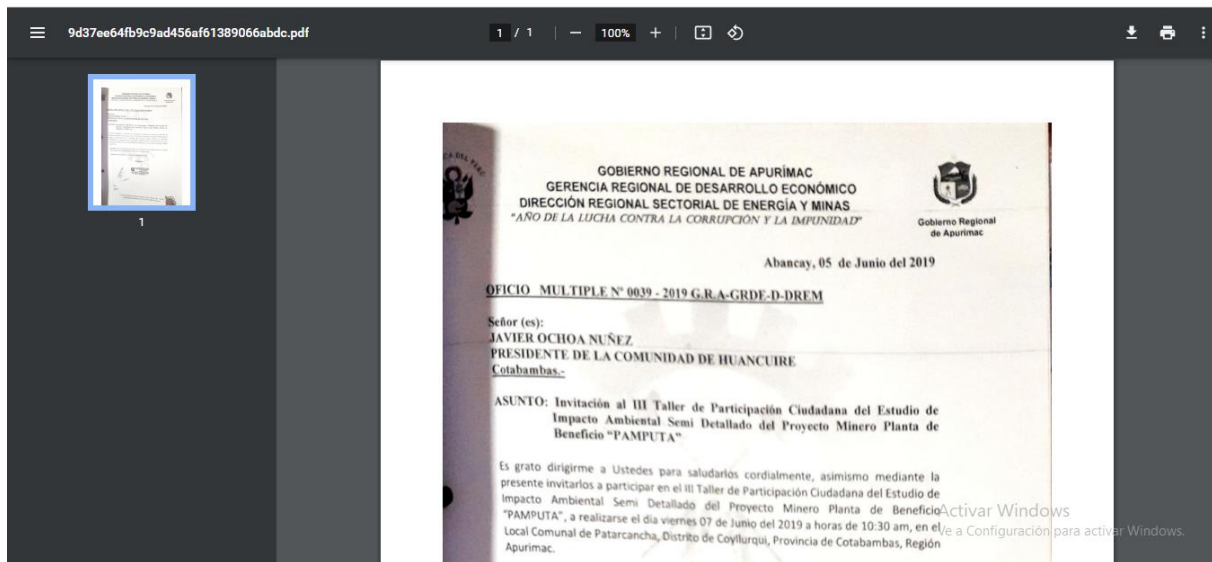 9d37ee64fb9c9ad456af61389066abdc.pdf
1 / 1
100%
1
GOBIERNO REGIONAL DE APURÍMAC
GERENCIA REGIONAL DE DESARROLLO ECONÓMICO
DIRECCIÓN REGIONAL SECTORIAL DE ENERGÍA Y MINAS
"AÑO DE LA LUCHA CONTRA LA CORRUPCIÓN Y LA IMPUNIDAD"
Gobierno Regional
de Apurimac
Abancay, 05 de Junio del 2019
OFICIO MULTIPLE Nº 0039 - 2019 G.R.A-GRDE-D-DREM
Señor (es):
JAVIER OCHOA NUÑEZ
PRESIDENTE DE LA COMUNIDAD DE HUANCUIRE
Cotabambas.-
ASUNTO: Invitación al III Taller de Participación Ciudadana del Estudio de
Impacto Ambiental Semi Detallado del Proyecto Minero Planta de
Beneficio "PAMPUTA"
Es grato dirigirme a Ustedes para saludarlos cordialmente, asimismo mediante la
presente invitarlos a participar en el III Taller de Participación Ciudadana del Estudio de
Impacto Ambiental Semi Detallado del Proyecto Minero Planta de Beneficio
"PAMPUTA", a realizarse el dia viernes 07 de Junio del 2019 a horas de 10:30 am, en el
Local Comunal de Patarcancha, Distrito de Coyllurqui, Provincia de Cotabambas, Región
Apurimac.
Activar Windows
Ve a Configuración para activar Windows.